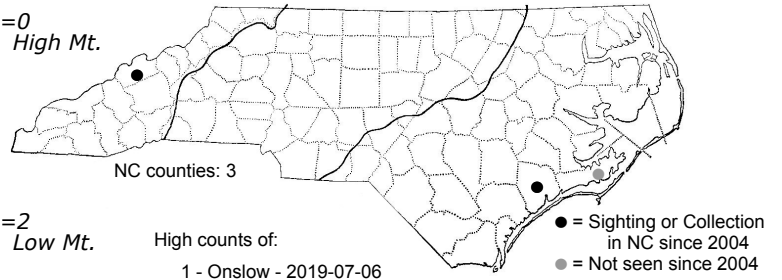 =0
High Mt.
NC counties: 3
=2
Low Mt.
High counts of:
1 - Onslow - 2019-07-06
= Sighting or Collection
in NC since 2004
= Not seen since 2004